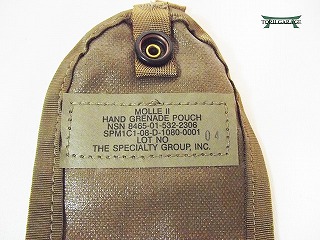 MOLLE II
HAND GRENADE POUCH
NSN 8465-01-532-2306
SPM1C1-08-D-1080-0001 04
LOT NO
THE SPECIALTY GROUP, INC.